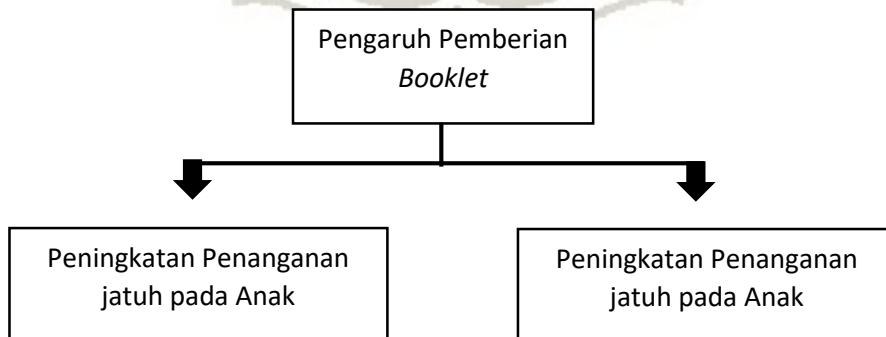 Pengaruh Pemberian
Booklet
Peningkatan Penanganan
jatuh pada Anak
Peningkatan Penanganan
jatuh pada Anak